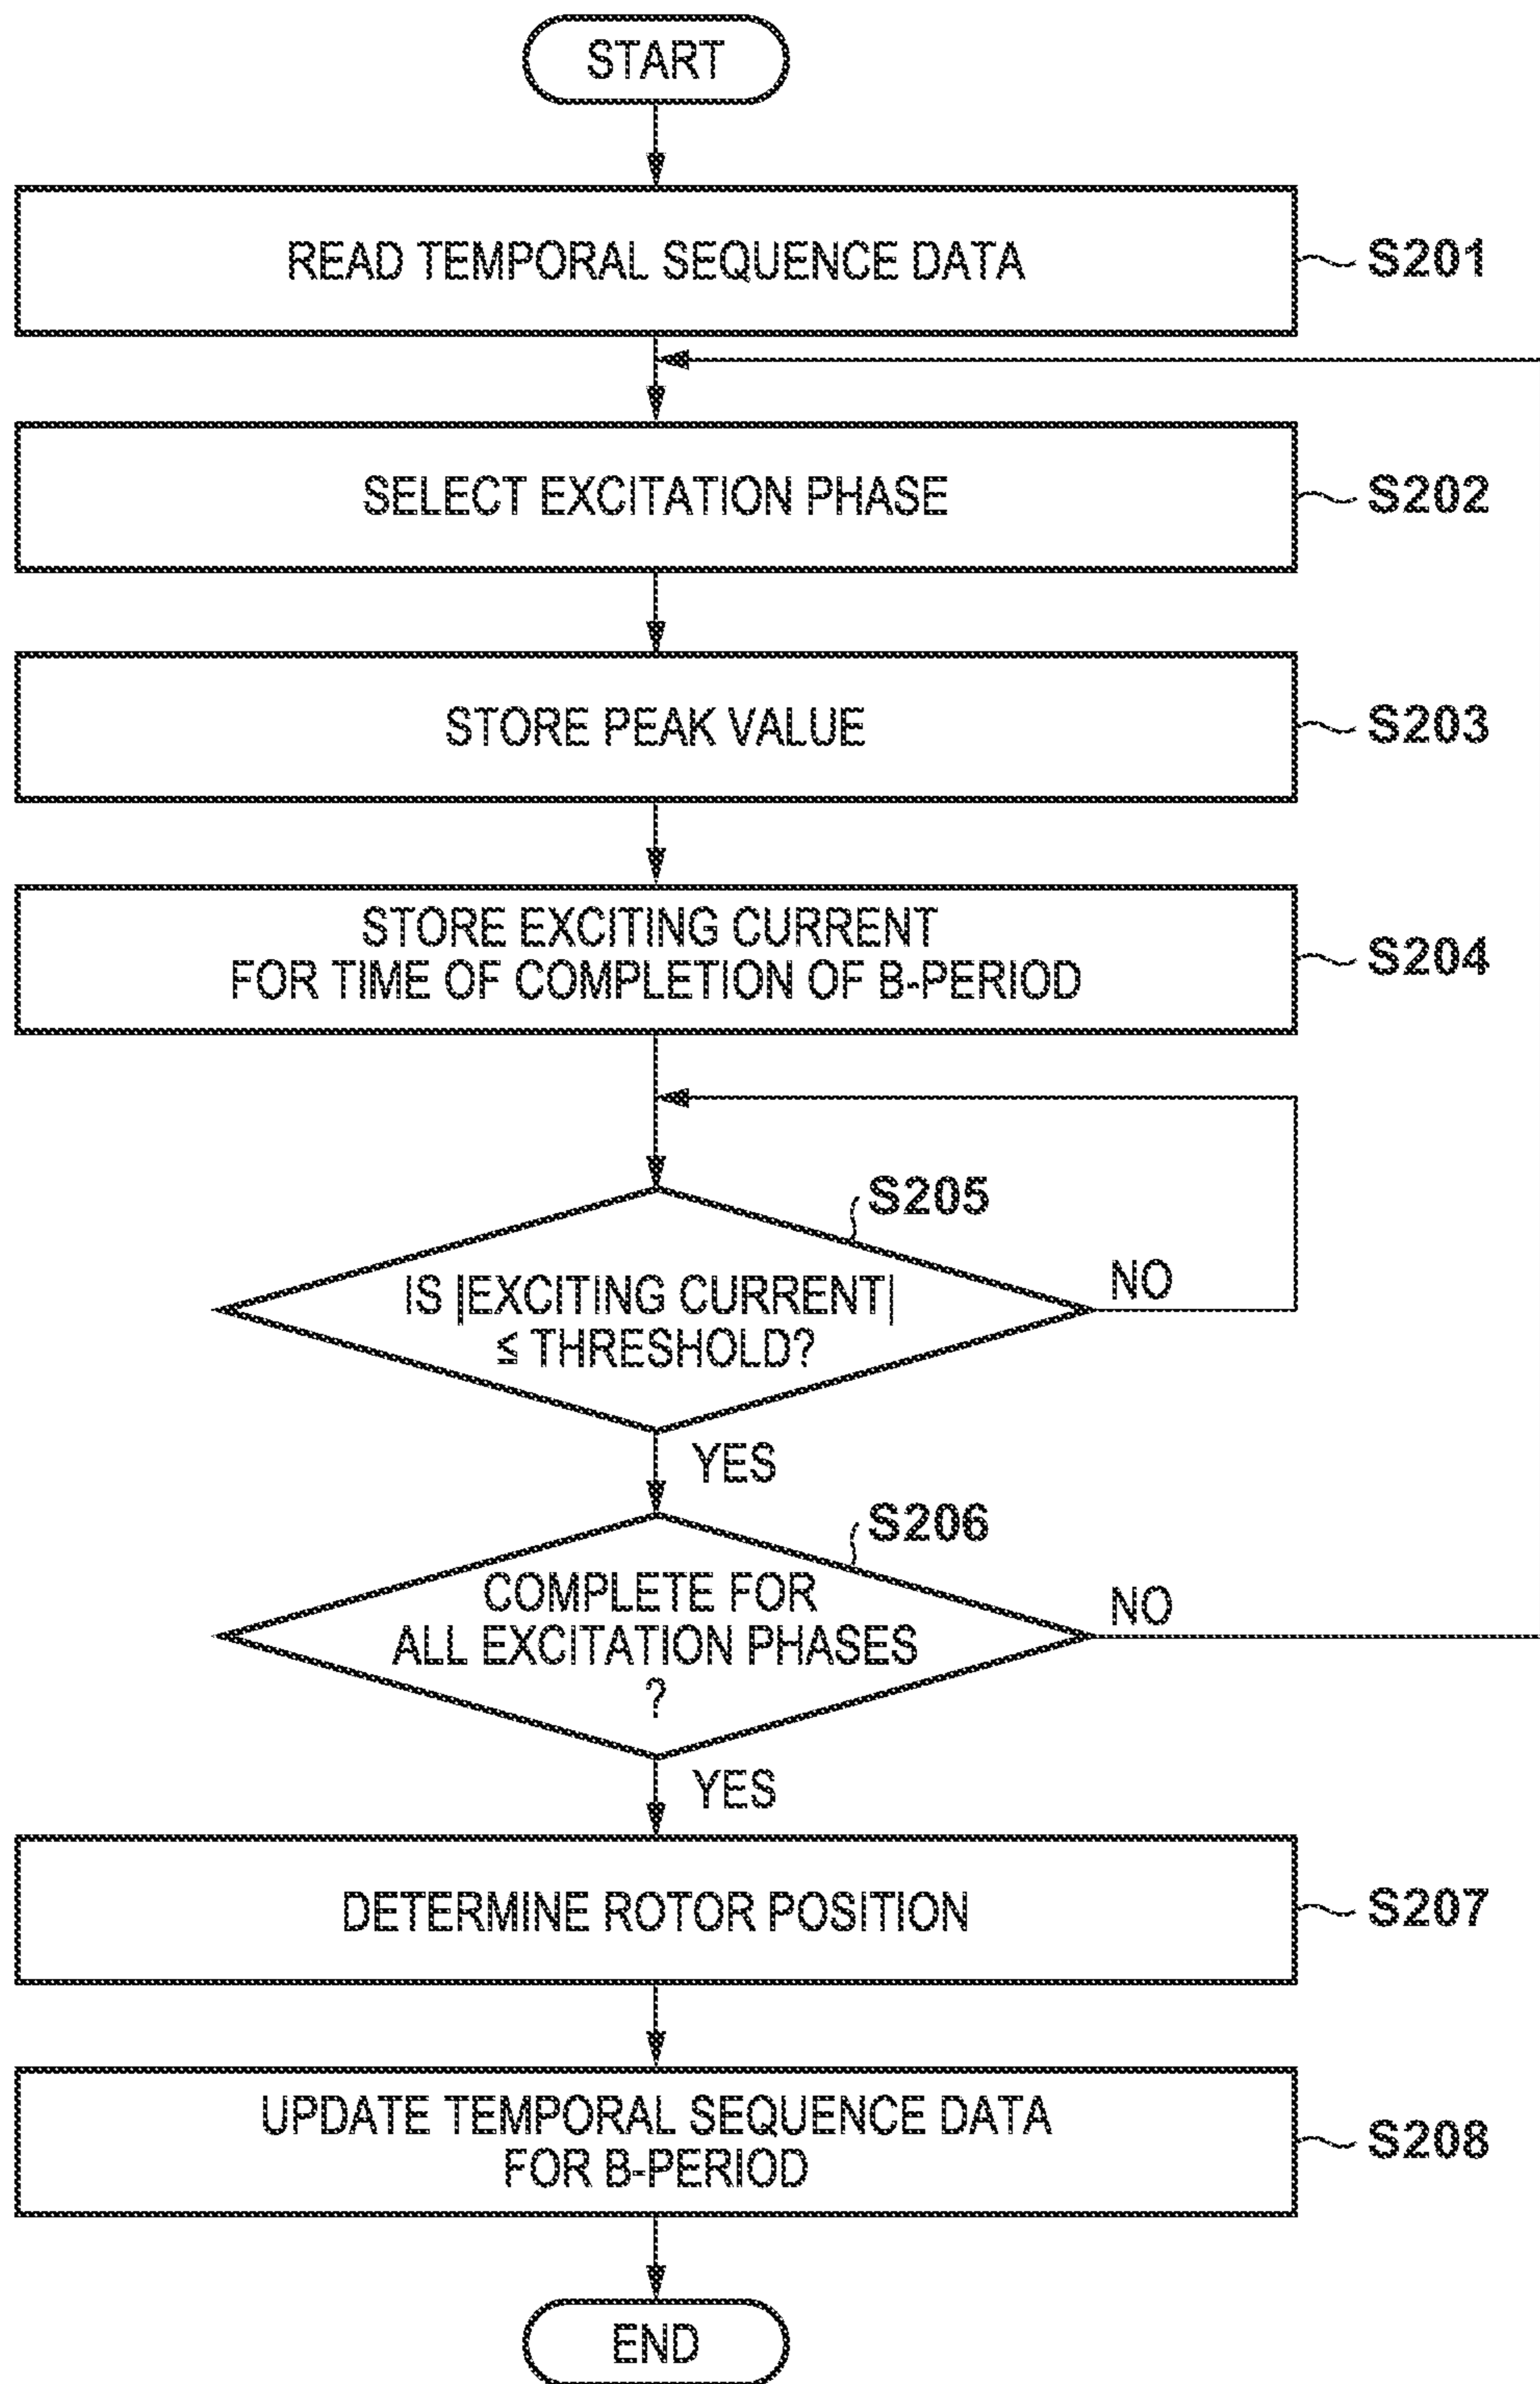 START
READ TEMPORAL SEQUENCE DATA
S201
SELECT EXCITATION PHASE
S202
STORE PEAK VALUE
S203
STORE EXCITING CURRENT
FOR TIME OF COMPLETION OF B-PERIOD
S204
S205
IS |EXCITING CURRENT|
≤ THRESHOLD?
NO
YES
S206
COMPLETE FOR
ALL EXCITATION PHASES
?
NO
YES
DETERMINE ROTOR POSITION
S207
UPDATE TEMPORAL SEQUENCE DATA
FOR B-PERIOD
S208
END